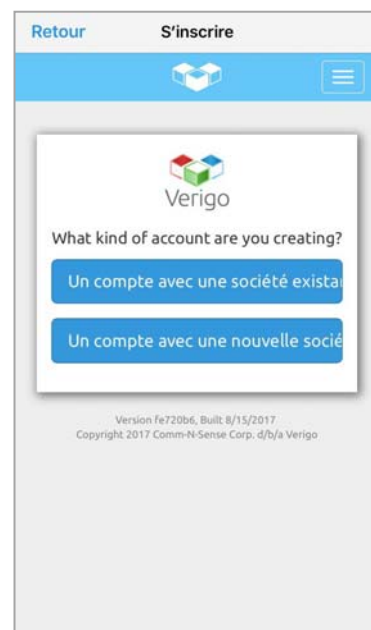 Retour S'inscrire
Verigo
What kind of account are you creating?
Un compte avec une société exista
Un compte avec une nouvelle socié
Version fe720b6, Built 8/15/2017
Copyright 2017 Comm-N-Sense Corp. d/b/a Verigo